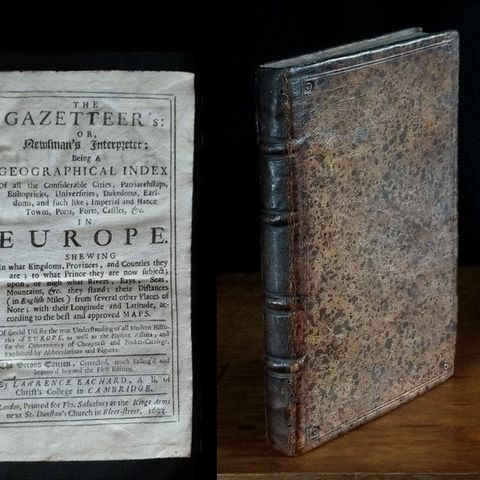 THE
GAZETTEER's:
OR,
Newsman's Interpreter:
Being A
GEOGRAPHICAL INDEX
Of all the Considerable Cities, Patriarchships,
Bishopricks, Universities, Dukedoms, Earl-
doms, and such like; Imperial and Hance
Towns, Ports, Forts, Castles, &c.
IN
EUROPE.
SHEWING
In what Kingdoms, Provinces, and Counties they
are; to what Prince they are now subject;
upon, or nigh what Rivers, Bays, Seas,
Mountains, &c. they stand; their Distances
(in English Miles) from several other Places of
Note; with their Longitude and Latitude, ac-
cording to the best and approved MAPS.
Of special Use for the true Understanding of all Modern Histo-
ries of EUROPE, as well as the Present Affairs; and
for the Conveniency of Cheapness and Pocket-Carriage,
Explained by Abbreviations and Figures.
The Second Edition, Corrected, much Enlarg'd and
Improv'd beyond the First Edition
By LAWRENCE EACHARD, A. B. of
Christ's College in CAMBRIDGE.
London, Printed for Tho. Salusbury at the Kings Arms
next St. Dunstan's Church in Fleet-street, 1693